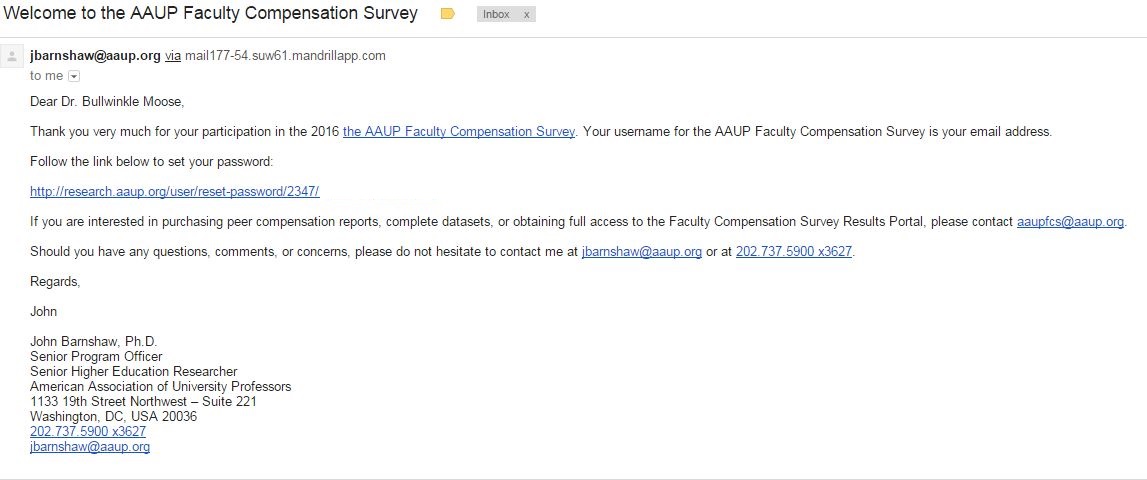 Welcome to the AAUP Faculty Compensation Survey Inbox x
jbarnshaw@aaup.org via mail177-54.suw61.mandrillapp.com
to me
Dear Dr. Bullwinkle Moose,
Thank you very much for your participation in the 2016 the AAUP Faculty Compensation Survey. Your username for the AAUP Faculty Compensation Survey is your email address.
Follow the link below to set your password:
http://research.aaup.org/user/reset-password/2347/
If you are interested in purchasing peer compensation reports, complete datasets, or obtaining full access to the Faculty Compensation Survey Results Portal, please contact aaupfcs@aaup.org.
Should you have any questions, comments, or concerns, please do not hesitate to contact me at jbarnshaw@aaup.org or at 202.737.5900 x3627.
Regards,
John
John Barnshaw, Ph.D.
Senior Program Officer
Senior Higher Education Researcher
American Association of University Professors
1133 19th Street Northwest – Suite 221
Washington, DC, USA 20036
202.737.5900 x3627
jbarnshaw@aaup.org